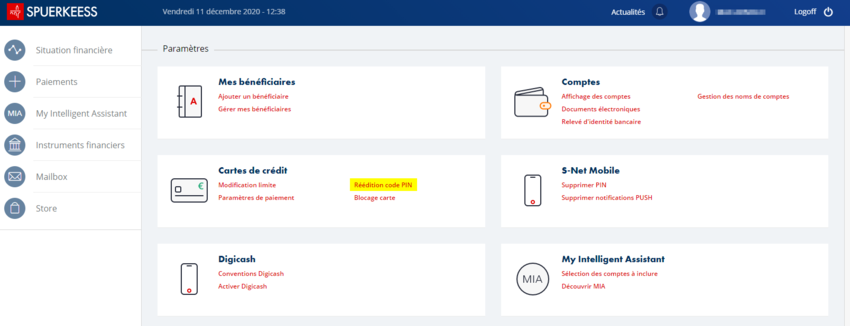 SPUERKEESS
Vendredi 11 décembre 2020 - 12:38
Actualités
Logoff
Situation financière
Paiements
MIA My Intelligent Assistant
Instruments financiers
Mailbox
Store
Paramètres
A
Mes bénéficiaires
Ajouter un bénéficiaire
Gérer mes bénéficiaires
Comptes
Affichage des comptes
Gestion des noms de comptes
Documents électroniques
Relevé d'identité bancaire
€
Cartes de crédit
Modification limite
Réédition code PIN
Paramètres de paiement
Blocage carte
S-Net Mobile
Supprimer PIN
Supprimer notifications PUSH
Digicash
Conventions Digicash
Activer Digicash
MIA
My Intelligent Assistant
Sélection des comptes à inclure
Découvrir MIA